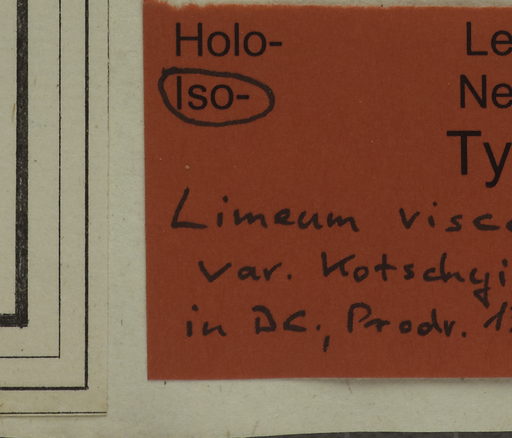 Holo- Le
Iso- Ne
Ty
Limeum visc
var. Kotschyi
in DC., Prodr. 1